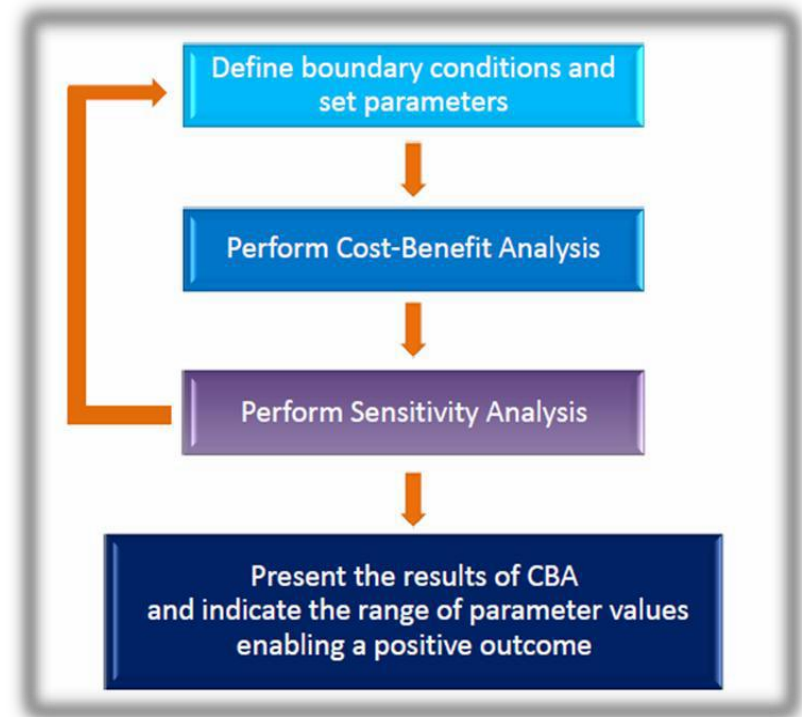 Define boundary conditions and
set parameters
Perform Cost-Benefit Analysis
Perform Sensitivity Analysis
Present the results of CBA
and indicate the range of parameter values
enabling a positive outcome